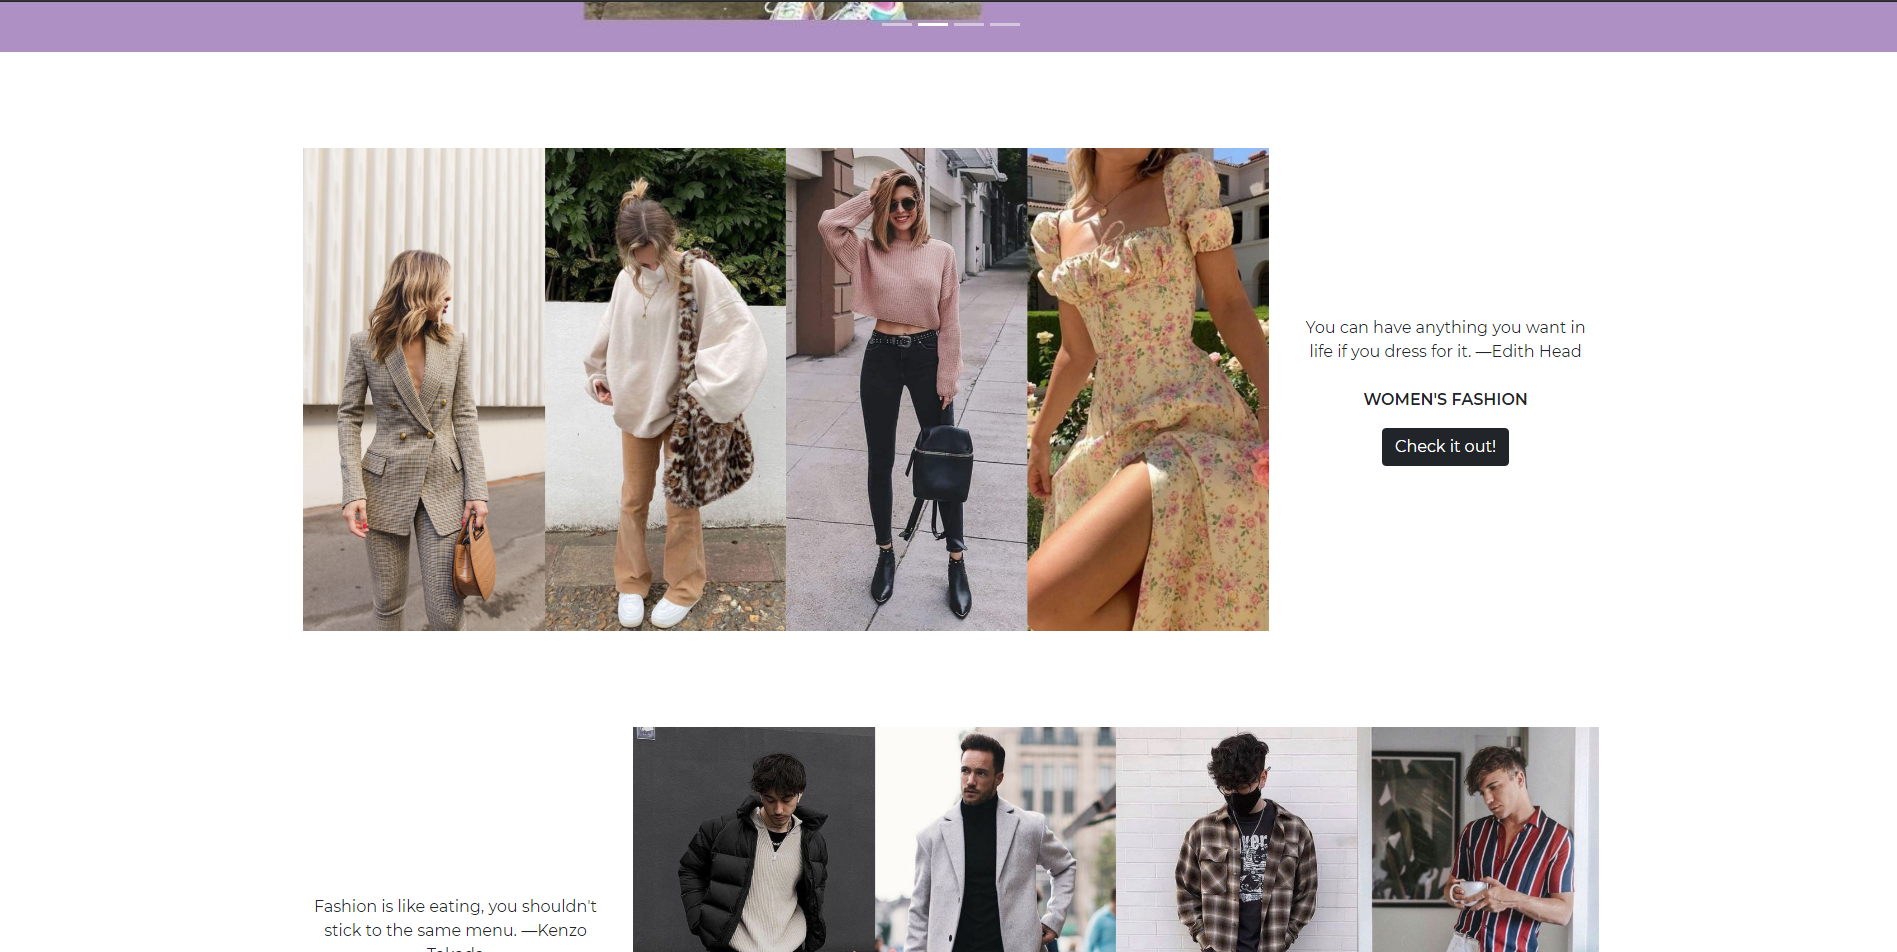 You can have anything you want in
life if you dress for it. —Edith Head
WOMEN'S FASHION
Check it out!
Fashion is like eating, you shouldn't
stick to the same menu. —Kenzo